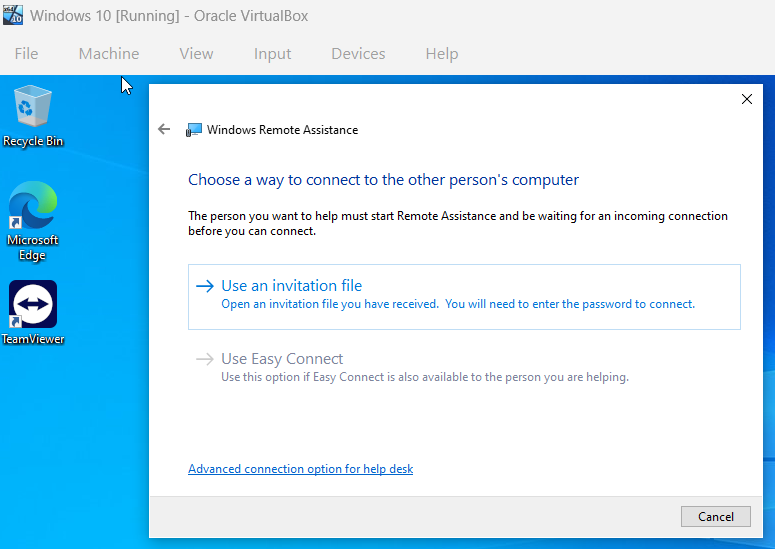 Windows 10 [Running] - Oracle VirtualBox
File Machine View Input Devices Help
Recycle Bin
Microsoft
Edge
TeamViewer
Windows Remote Assistance
Choose a way to connect to the other person's computer
The person you want to help must start Remote Assistance and be waiting for an incoming connection
before you can connect.
Use an invitation file
Open an invitation file you have received.  You will need to enter the password to connect.
Use Easy Connect
Use this option if Easy Connect is also available to the person you are helping.
Advanced connection option for help desk
Cancel